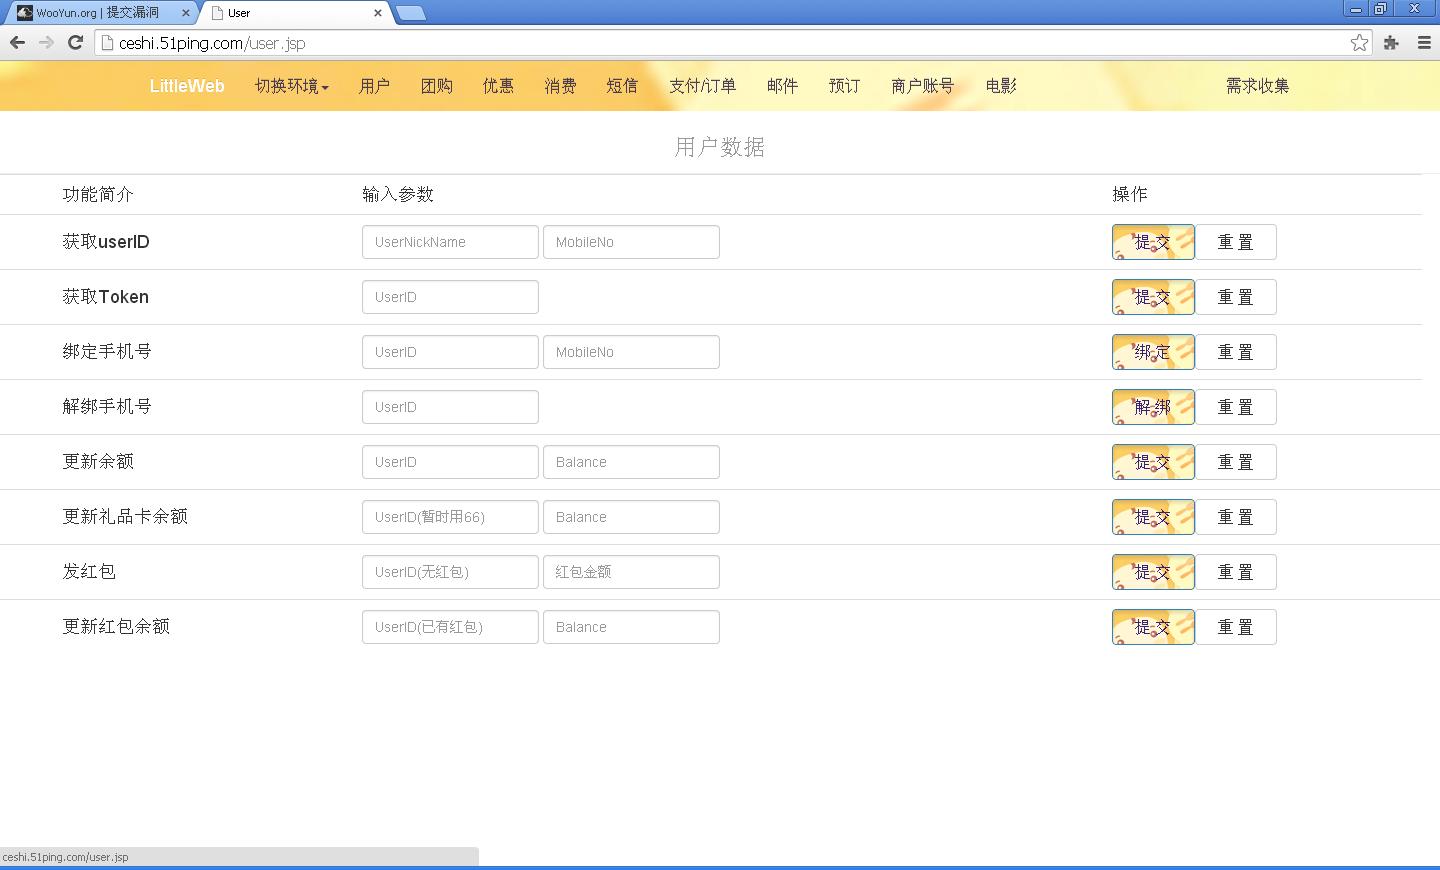 WooYun.org | 提交漏洞
User
ceshi.51ping.com/user.jsp
LittleWeb 切换环境 用户 团购 优惠 消费 短信 支付/订单 邮件 预订 商户账号 电影 需求收集
用户数据
功能简介 输入参数 操作
获取userID UserNickName MobileNo 提交 重置
获取Token UserID 提交 重置
绑定手机号 UserID MobileNo 绑定 重置
解绑手机号 UserID 解绑 重置
更新余额 UserID Balance 提交 重置
更新礼品卡余额 UserID(暂时用66) Balance 提交 重置
发红包 UserID(无红包) 红包金额 提交 重置
更新红包余额 UserID(已有红包) Balance 提交 重置
ceshi.51ping.com/user.jsp